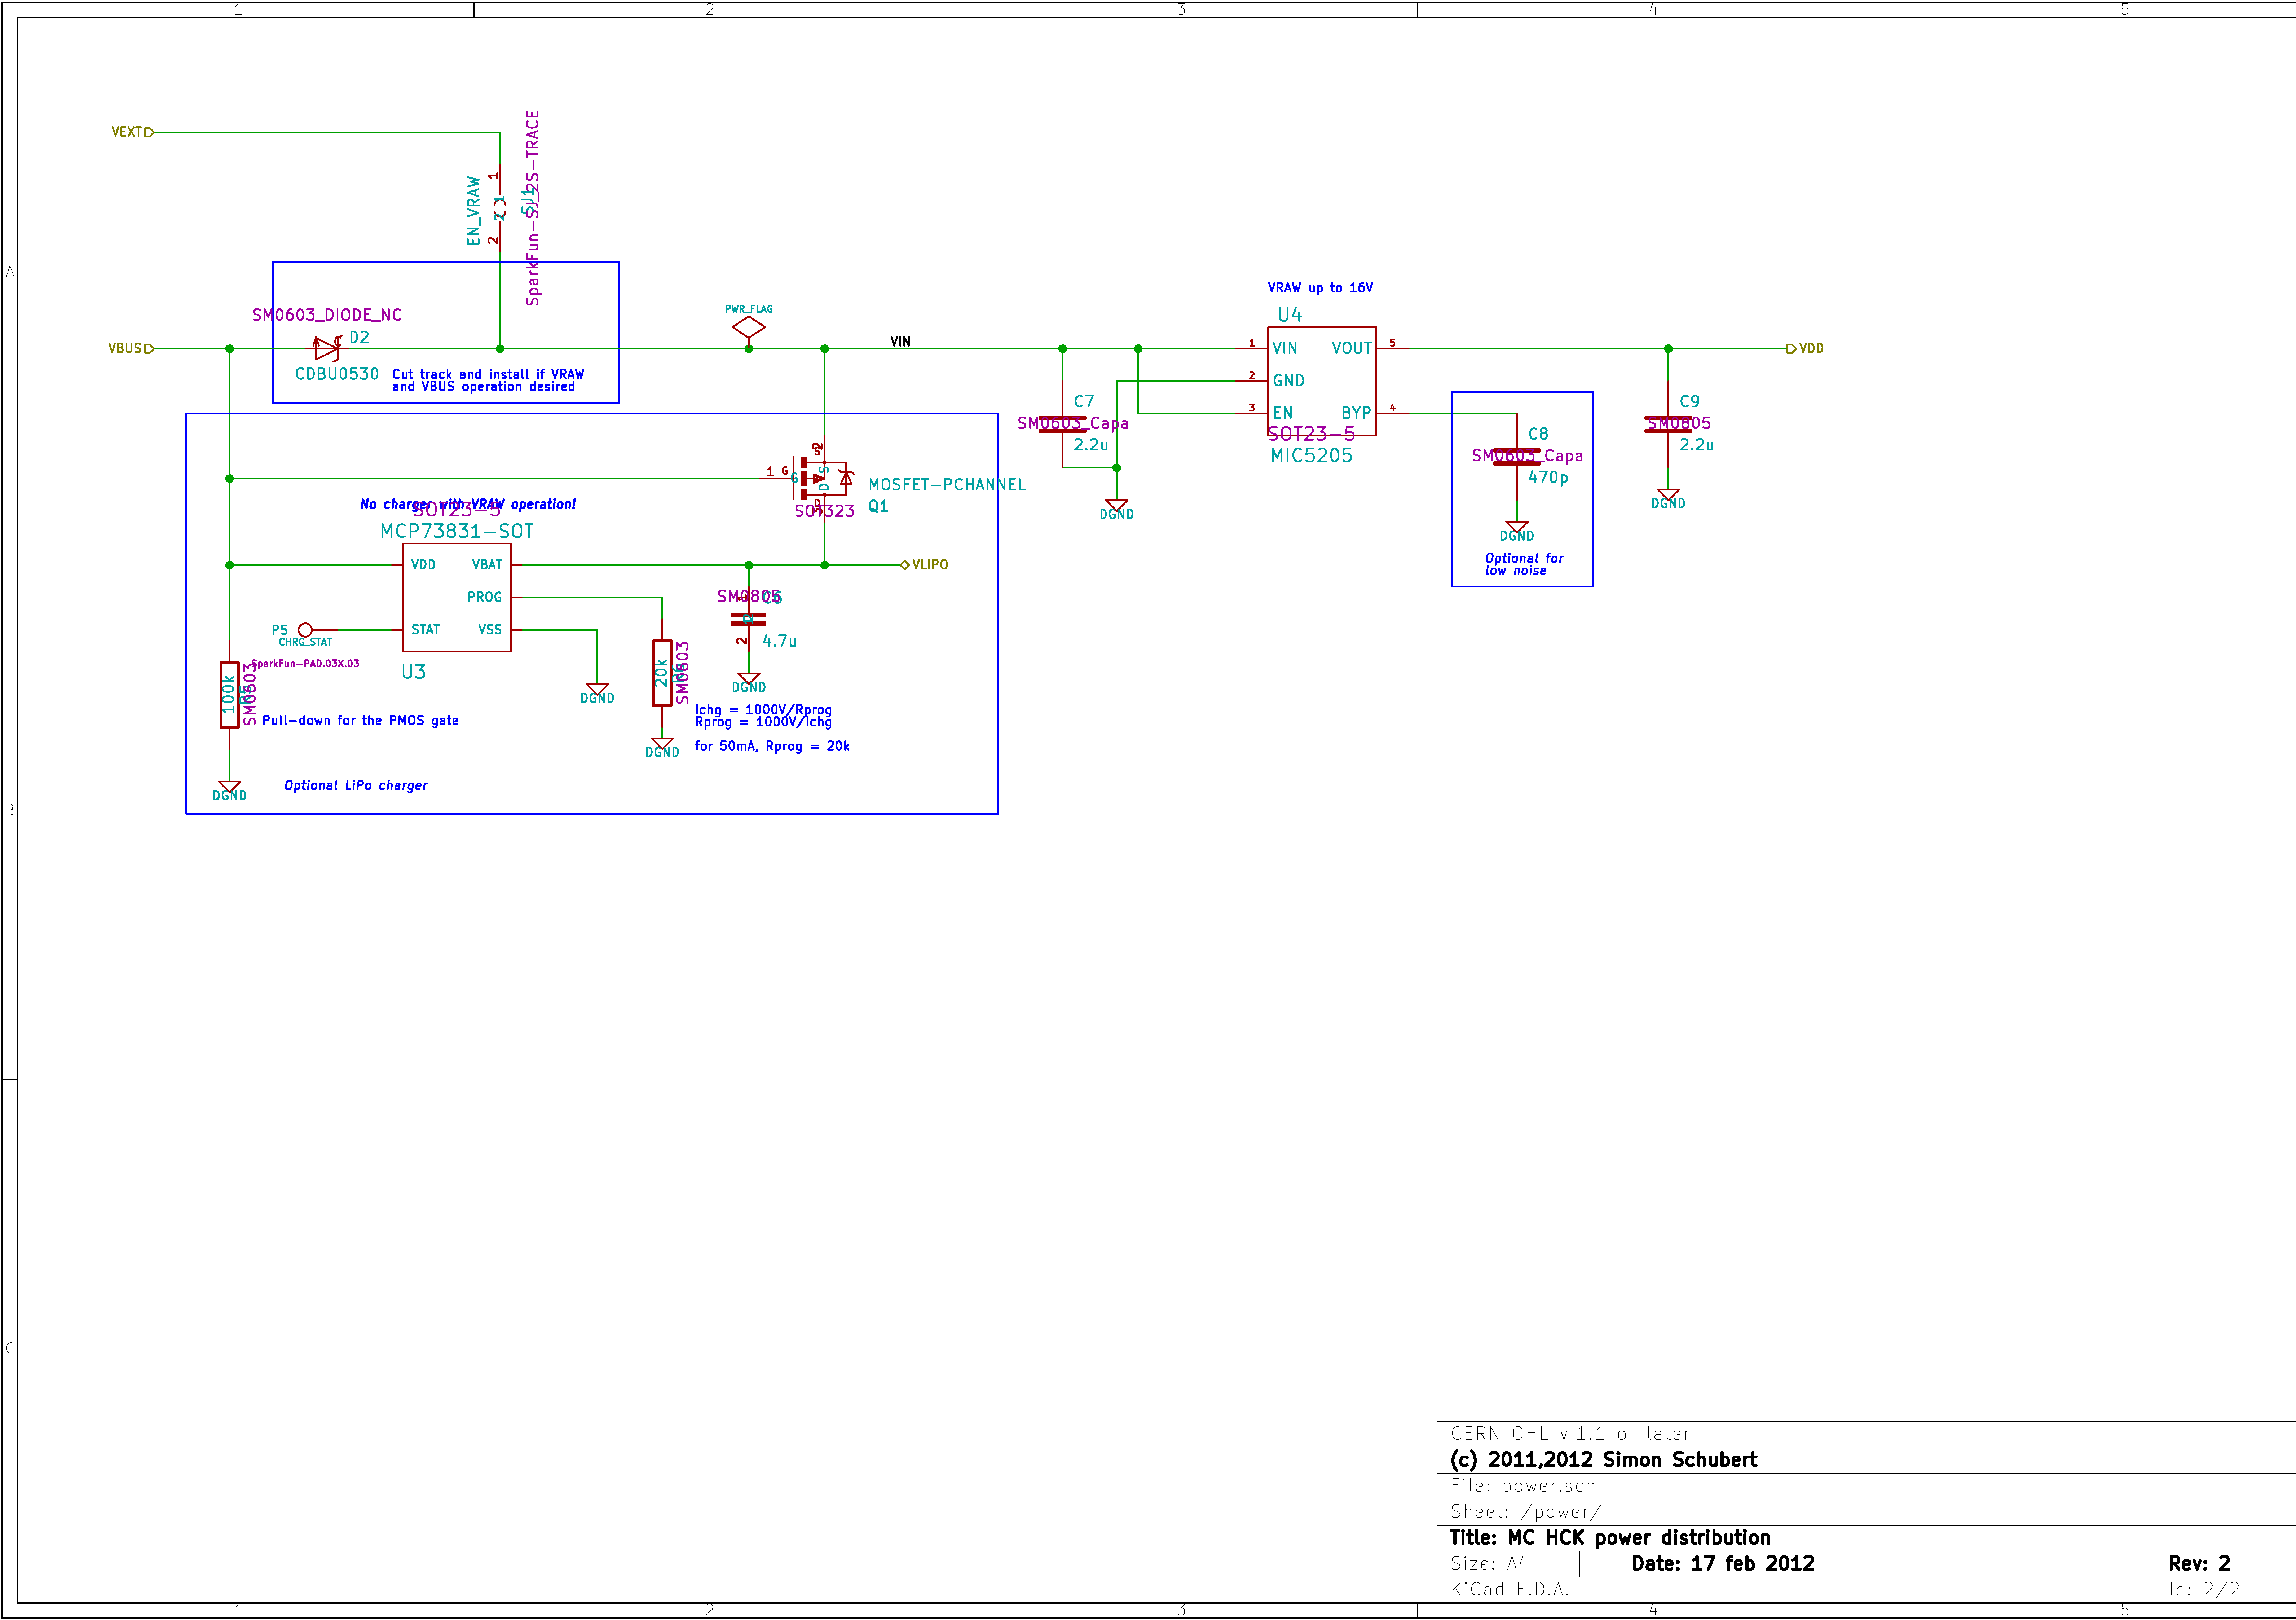 1 2 3 4 5
A
B
C
VEXT
EN_VRAW
1
2
SJ1
SparkFun-SJ_2S-TRACE
SM0603_DIODE_NC
VBUS
D2
CDBU0530
Cut track and install if VRAW
and VBUS operation desired
PWR_FLAG
VIN
VRAW up to 16V
U4
1 VIN VOUT 5
2 GND
3 EN BYP 4
SOT23-5
MIC5205
VDD
C7
SM0603_Capa
2.2u
DGND
C8
SM0603_Capa
470p
DGND
Optional for
low noise
C9
SM0805
2.2u
DGND
1 G
G
D S
MOSFET-PCHANNEL
Q1
SOT323
No charger with VRAW operation!
SOT23-5
MCP73831-SOT
VDD VBAT
PROG
STAT VSS
U3
VLIPO
P5
CHRG_STAT
SparkFun-PAD.03X.03
100k
SM0603
Pull-down for the PMOS gate
DGND
Optional LiPo charger
DGND
20k
R6
SM0603
DGND
SM0805
C6
2
4.7u
DGND
Ichg = 1000V/Rprog
Rprog = 1000V/Ichg
for 50mA, Rprog = 20k
CERN OHL v.1.1 or later
(c) 2011,2012 Simon Schubert
File: power.sch
Sheet: /power/
Title: MC HCK power distribution
Size: A4 Date: 17 feb 2012 Rev: 2
KiCad E.D.A. Id: 2/2
1 2 3 4 5